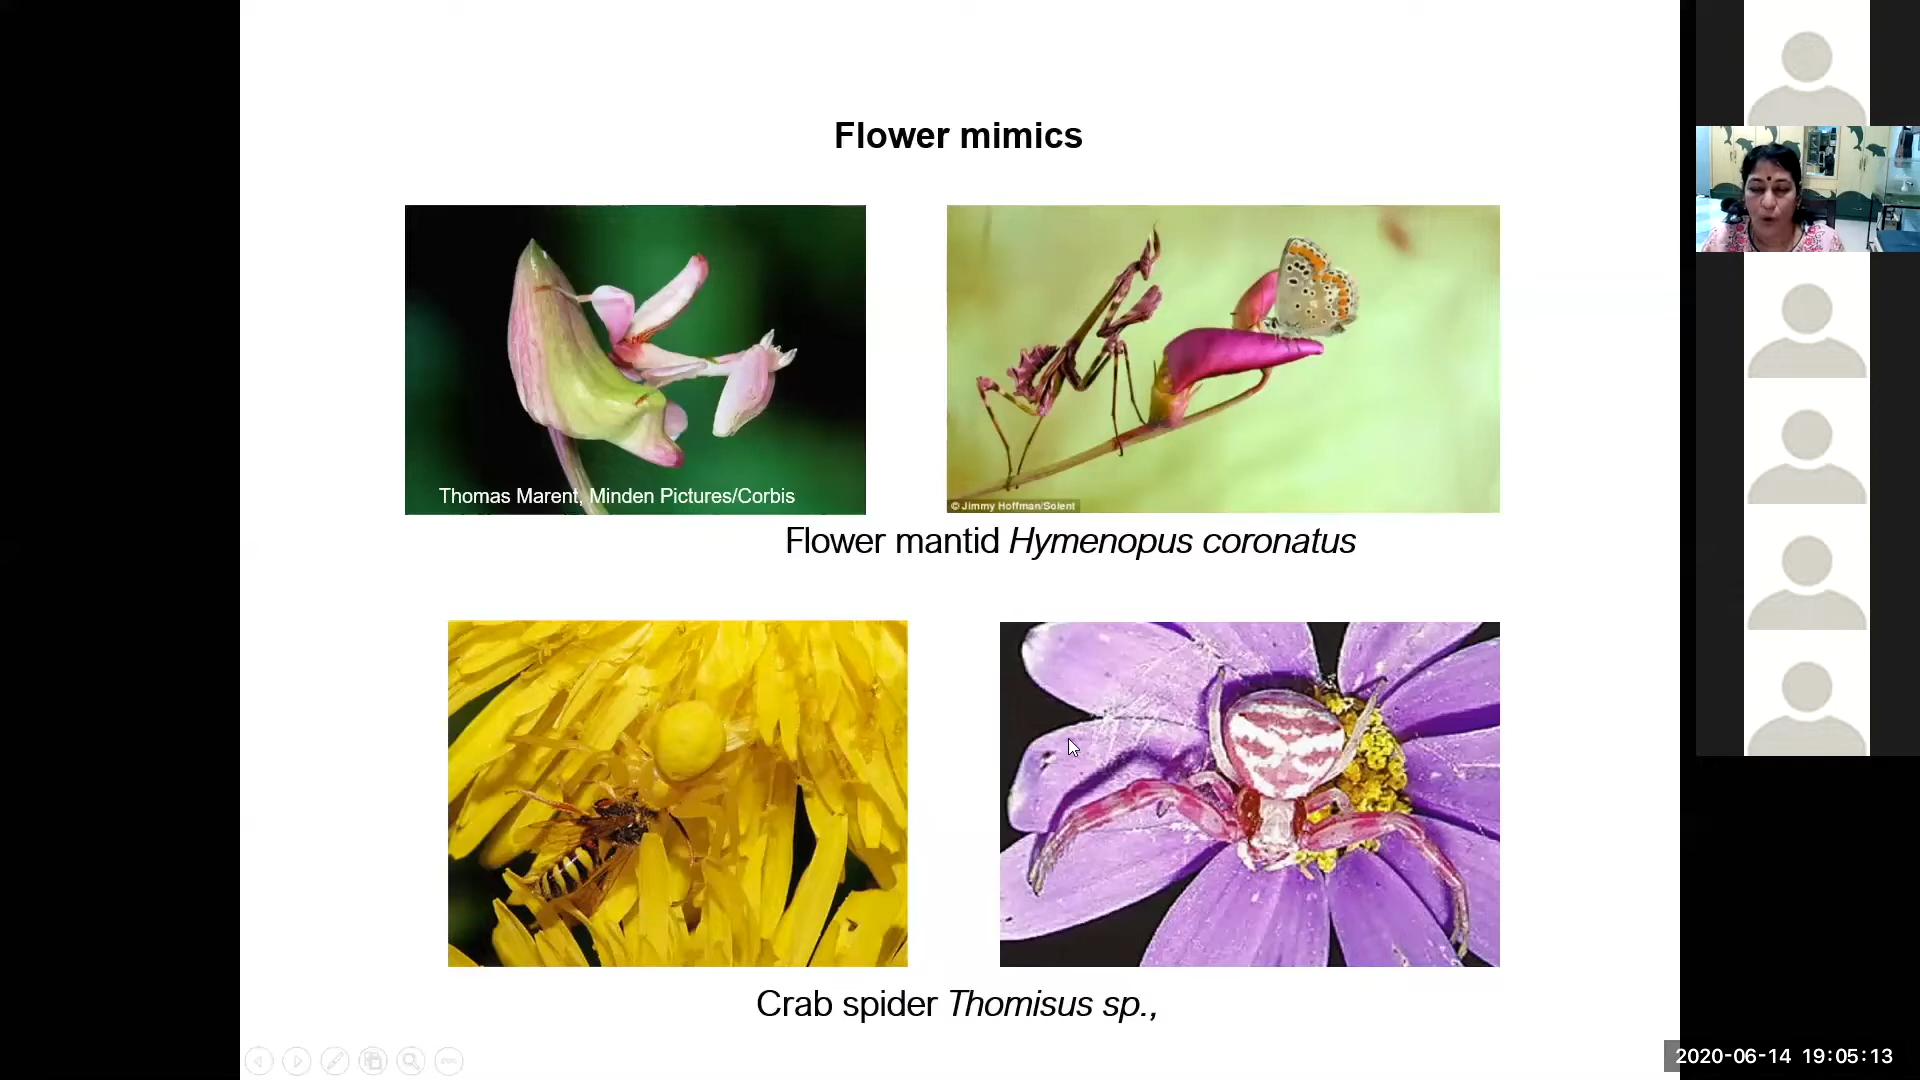 Flower mimics
Thomas Marent, Minden Pictures/Corbis
© Jimmy Hoffman/Solent
Flower mantid Hymenopus coronatus
Crab spider Thomisus sp.,
2020-06-14 19:05:13